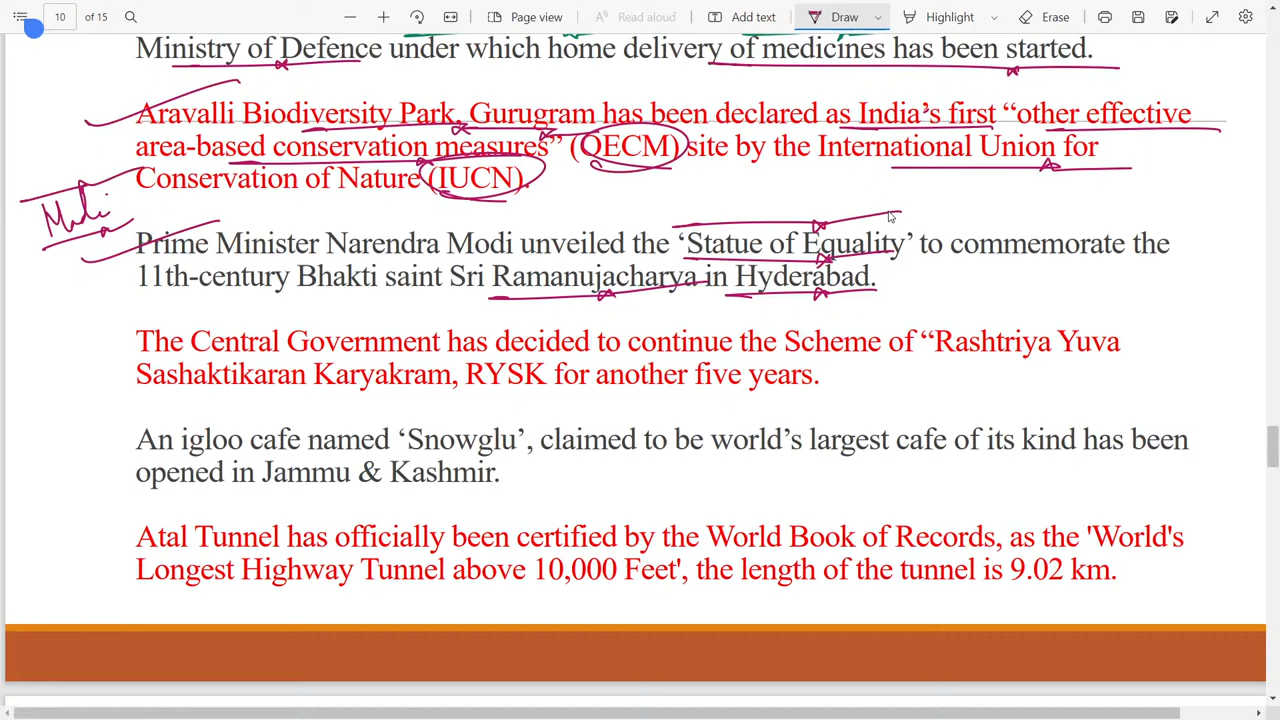 10 of 15 Page view Read aloud Add text Draw Highlight Erase
Ministry of Defence under which home delivery of medicines has been started.
Aravalli Biodiversity Park, Gurugram has been declared as India's first “other effective
area-based conservation measures” (OECM) site by the International Union for
Conservation of Nature (IUCN).
Modi
Prime Minister Narendra Modi unveiled the ‘Statue of Equality’ to commemorate the
11th-century Bhakti saint Sri Ramanujacharya in Hyderabad.
The Central Government has decided to continue the Scheme of “Rashtriya Yuva
Sashaktikaran Karyakram, RYSK for another five years.
An igloo cafe named ‘Snowglu’, claimed to be world’s largest cafe of its kind has been
opened in Jammu & Kashmir.
Atal Tunnel has officially been certified by the World Book of Records, as the 'World's
Longest Highway Tunnel above 10,000 Feet', the length of the tunnel is 9.02 km.